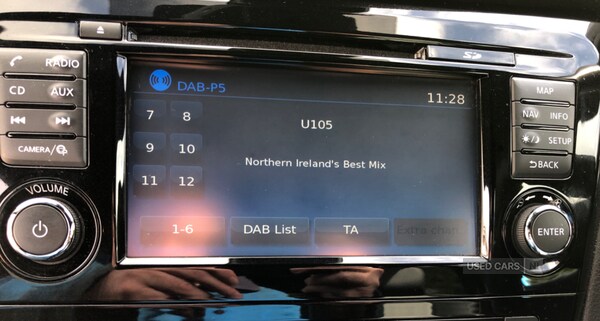 RADIO
CD AUX
CAMERA/
VOLUME
DAB-P5
11:28
7 8
9 10
11 12
U105
Northern Ireland's Best Mix
1-6 DAB List TA
SD
MAP
NAV INFO
SETUP
BACK
ENTER
USED CARS NI